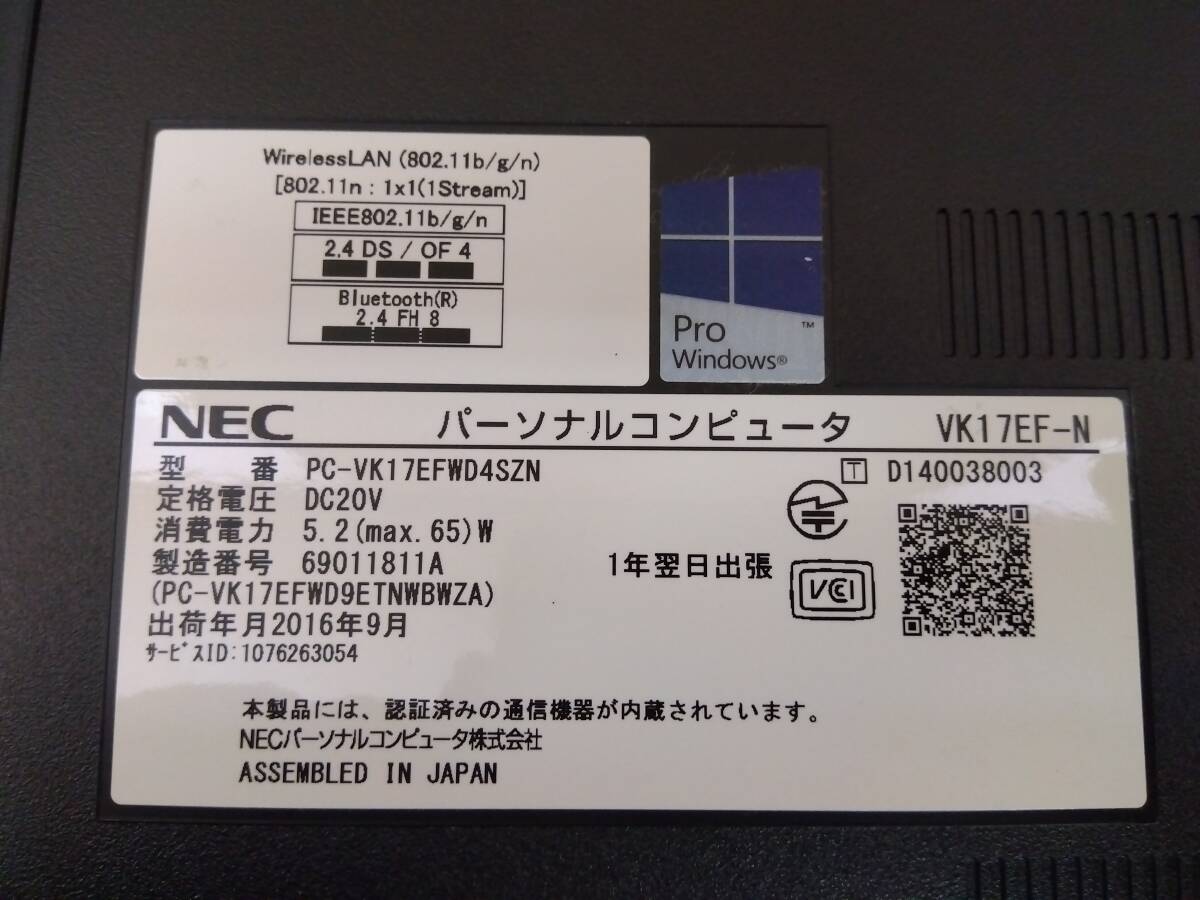 WirelessLAN (802.11b/g/n)
[802.11n : 1x1(1Stream)]
IEEE802.11b/g/n
2.4 DS / OF 4
Bluetooth(R)
2.4 FH 8
Pro
Windows®
™
NEC パーソナルコンピュータ VK17EF-N
型 番 PC-VK17EFWD4SZN
T D140038003
定格電圧 DC20V
消費電力 5.2(max.65)W
製造番号 69011811A
1年翌日出張
VCI
(PC-VK17EFWD9ETNWBWZA)
出荷年月2016年9月
ｻｰﾋﾞｽID:1076263054
本製品には、認証済みの通信機器が内蔵されています。
NECパーソナルコンピュータ株式会社
ASSEMBLED IN JAPAN